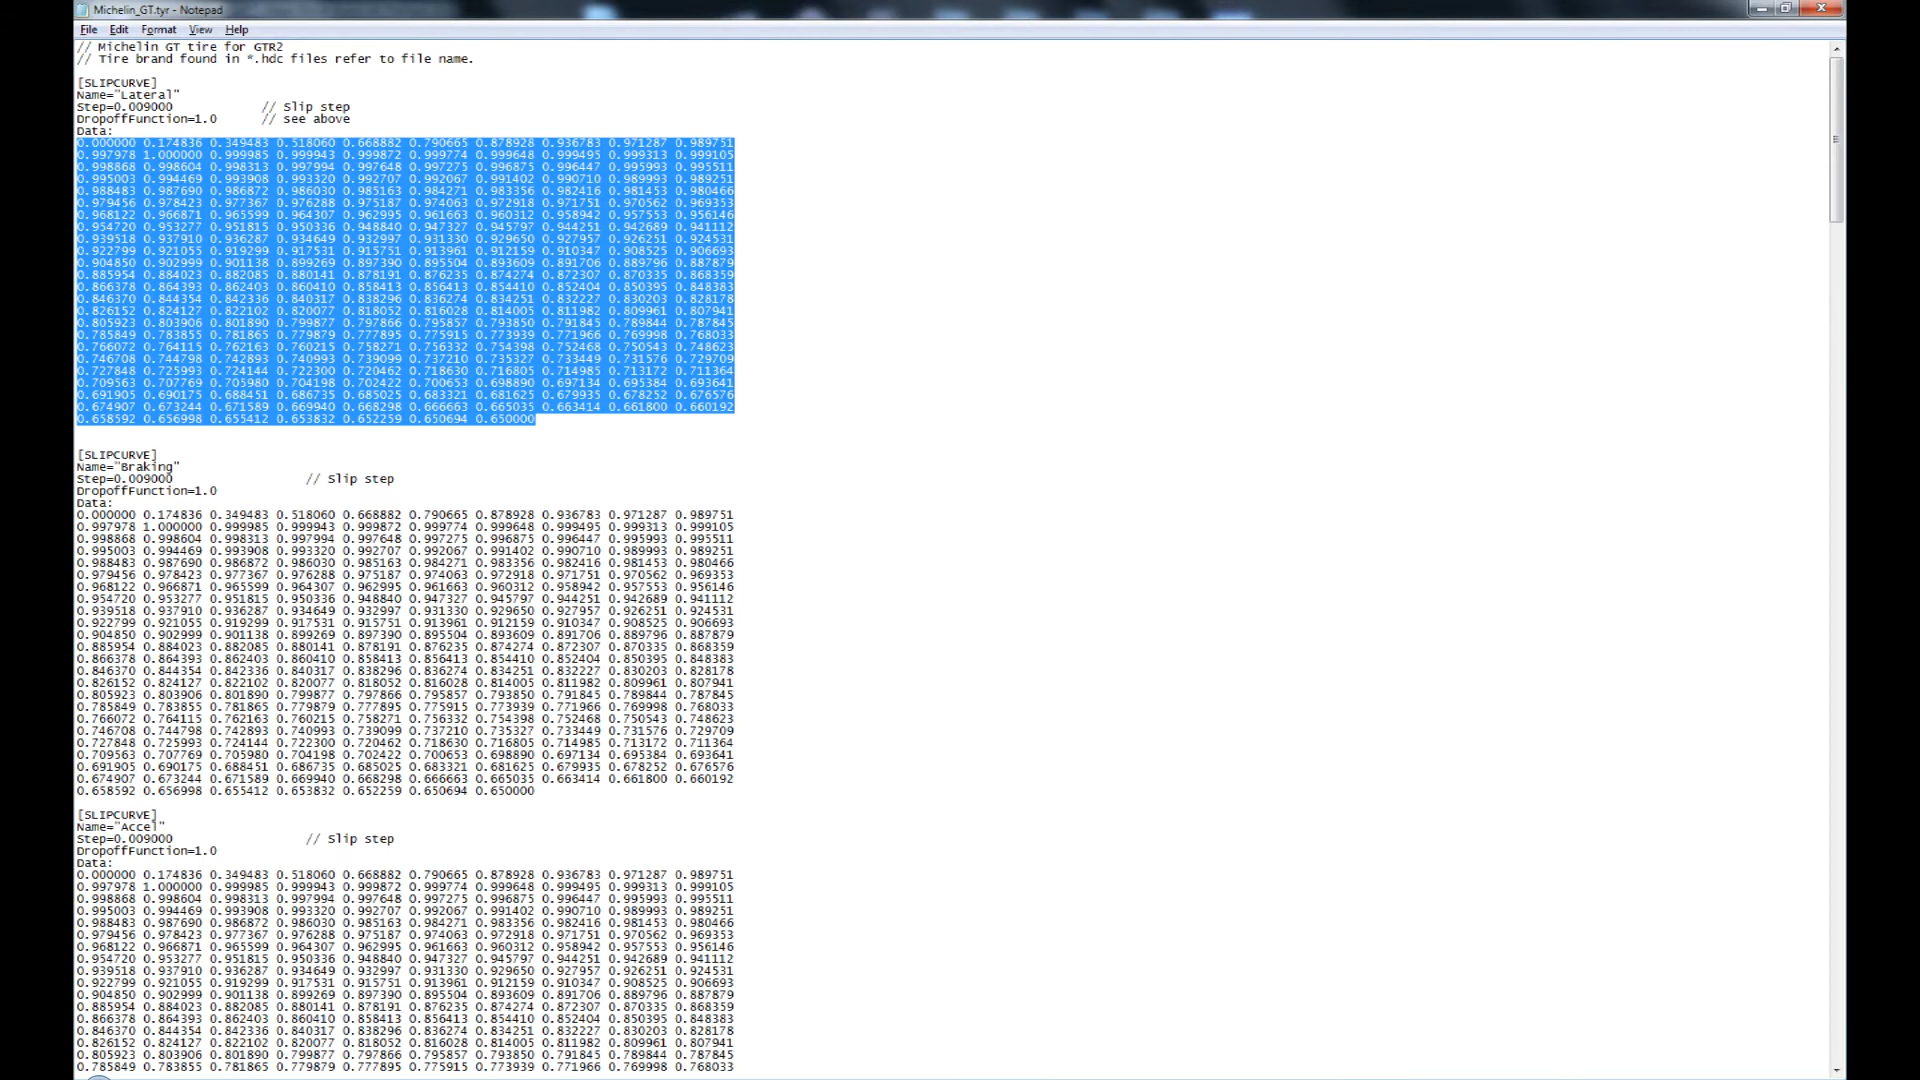 Michelin_GT.tyr - Notepad
File Edit Format View Help
// Michelin GT tire for GTR2
// Tire brand found in *.hdc files refer to file name.
[SLIPCURVE]
Name="Lateral"
Step=0.009000 // Slip step
DropoffFunction=1.0 // see above
Data:
0.000000 0.174836 0.349483 0.518060 0.668882 0.790665 0.878928 0.936783 0.971287 0.989751
0.997978 1.000000 0.999985 0.999943 0.999872 0.999774 0.999648 0.999495 0.999313 0.999105
0.998868 0.998604 0.998313 0.997994 0.997648 0.997275 0.996875 0.996447 0.995993 0.995511
0.995003 0.994469 0.993908 0.993320 0.992707 0.992067 0.991402 0.990710 0.989993 0.989251
0.988483 0.987690 0.986872 0.986030 0.985163 0.984271 0.983356 0.982416 0.981453 0.980466
0.979456 0.978423 0.977367 0.976288 0.975187 0.974063 0.972918 0.971751 0.970562 0.969353
0.968122 0.966871 0.965599 0.964307 0.962995 0.961663 0.960312 0.958942 0.957553 0.956146
0.954720 0.953277 0.951815 0.950336 0.948840 0.947327 0.945797 0.944251 0.942689 0.941112
0.939518 0.937910 0.936287 0.934649 0.932997 0.931330 0.929650 0.927957 0.926251 0.924531
0.922799 0.921055 0.919299 0.917531 0.915751 0.913961 0.912159 0.910347 0.908525 0.906693
0.904850 0.902999 0.901138 0.899269 0.897390 0.895504 0.893609 0.891706 0.889796 0.887879
0.885954 0.884023 0.882085 0.880141 0.878191 0.876235 0.874274 0.872307 0.870335 0.868359
0.866378 0.864393 0.862403 0.860410 0.858413 0.856413 0.854410 0.852404 0.850395 0.848383
0.846370 0.844354 0.842336 0.840317 0.838296 0.836274 0.834251 0.832227 0.830203 0.828178
0.826152 0.824127 0.822102 0.820077 0.818052 0.816028 0.814005 0.811982 0.809961 0.807941
0.805923 0.803906 0.801890 0.799877 0.797866 0.795857 0.793850 0.791845 0.789844 0.787845
0.785849 0.783855 0.781865 0.779879 0.777895 0.775915 0.773939 0.771966 0.769998 0.768033
0.766072 0.764115 0.762163 0.760215 0.758271 0.756332 0.754398 0.752468 0.750543 0.748623
0.746708 0.744798 0.742893 0.740993 0.739099 0.737210 0.735327 0.733449 0.731576 0.729709
0.727848 0.725993 0.724144 0.722300 0.720462 0.718630 0.716805 0.714985 0.713172 0.711364
0.709563 0.707769 0.705980 0.704198 0.702422 0.700653 0.698890 0.697134 0.695384 0.693641
0.691905 0.690175 0.688451 0.686735 0.685025 0.683321 0.681625 0.679935 0.678252 0.676576
0.674907 0.673244 0.671589 0.669940 0.668298 0.666663 0.665035 0.663414 0.661800 0.660192
0.658592 0.656998 0.655412 0.653832 0.652259 0.650694 0.650000
[SLIPCURVE]
Name="Braking"
Step=0.009000 // Slip step
DropoffFunction=1.0
Data:
0.000000 0.174836 0.349483 0.518060 0.668882 0.790665 0.878928 0.936783 0.971287 0.989751
0.997978 1.000000 0.999985 0.999943 0.999872 0.999774 0.999648 0.999495 0.999313 0.999105
0.998868 0.998604 0.998313 0.997994 0.997648 0.997275 0.996875 0.996447 0.995993 0.995511
0.995003 0.994469 0.993908 0.993320 0.992707 0.992067 0.991402 0.990710 0.989993 0.989251
0.988483 0.987690 0.986872 0.986030 0.985163 0.984271 0.983356 0.982416 0.981453 0.980466
0.979456 0.978423 0.977367 0.976288 0.975187 0.974063 0.972918 0.971751 0.970562 0.969353
0.968122 0.966871 0.965599 0.964307 0.962995 0.961663 0.960312 0.958942 0.957553 0.956146
0.954720 0.953277 0.951815 0.950336 0.948840 0.947327 0.945797 0.944251 0.942689 0.941112
0.939518 0.937910 0.936287 0.934649 0.932997 0.931330 0.929650 0.927957 0.926251 0.924531
0.922799 0.921055 0.919299 0.917531 0.915751 0.913961 0.912159 0.910347 0.908525 0.906693
0.904850 0.902999 0.901138 0.899269 0.897390 0.895504 0.893609 0.891706 0.889796 0.887879
0.885954 0.884023 0.882085 0.880141 0.878191 0.876235 0.874274 0.872307 0.870335 0.868359
0.866378 0.864393 0.862403 0.860410 0.858413 0.856413 0.854410 0.852404 0.850395 0.848383
0.846370 0.844354 0.842336 0.840317 0.838296 0.836274 0.834251 0.832227 0.830203 0.828178
0.826152 0.824127 0.822102 0.820077 0.818052 0.816028 0.814005 0.811982 0.809961 0.807941
0.805923 0.803906 0.801890 0.799877 0.797866 0.795857 0.793850 0.791845 0.789844 0.787845
0.785849 0.783855 0.781865 0.779879 0.777895 0.775915 0.773939 0.771966 0.769998 0.768033
0.766072 0.764115 0.762163 0.760215 0.758271 0.756332 0.754398 0.752468 0.750543 0.748623
0.746708 0.744798 0.742893 0.740993 0.739099 0.737210 0.735327 0.733449 0.731576 0.729709
0.727848 0.725993 0.724144 0.722300 0.720462 0.718630 0.716805 0.714985 0.713172 0.711364
0.709563 0.707769 0.705980 0.704198 0.702422 0.700653 0.698890 0.697134 0.695384 0.693641
0.691905 0.690175 0.688451 0.686735 0.685025 0.683321 0.681625 0.679935 0.678252 0.676576
0.674907 0.673244 0.671589 0.669940 0.668298 0.666663 0.665035 0.663414 0.661800 0.660192
0.658592 0.656998 0.655412 0.653832 0.652259 0.650694 0.650000
[SLIPCURVE]
Name="Accel"
Step=0.009000 // Slip step
DropoffFunction=1.0
Data:
0.000000 0.174836 0.349483 0.518060 0.668882 0.790665 0.878928 0.936783 0.971287 0.989751
0.997978 1.000000 0.999985 0.999943 0.999872 0.999774 0.999648 0.999495 0.999313 0.999105
0.998868 0.998604 0.998313 0.997994 0.997648 0.997275 0.996875 0.996447 0.995993 0.995511
0.995003 0.994469 0.993908 0.993320 0.992707 0.992067 0.991402 0.990710 0.989993 0.989251
0.988483 0.987690 0.986872 0.986030 0.985163 0.984271 0.983356 0.982416 0.981453 0.980466
0.979456 0.978423 0.977367 0.976288 0.975187 0.974063 0.972918 0.971751 0.970562 0.969353
0.968122 0.966871 0.965599 0.964307 0.962995 0.961663 0.960312 0.958942 0.957553 0.956146
0.954720 0.953277 0.951815 0.950336 0.948840 0.947327 0.945797 0.944251 0.942689 0.941112
0.939518 0.937910 0.936287 0.934649 0.932997 0.931330 0.929650 0.927957 0.926251 0.924531
0.922799 0.921055 0.919299 0.917531 0.915751 0.913961 0.912159 0.910347 0.908525 0.906693
0.904850 0.902999 0.901138 0.899269 0.897390 0.895504 0.893609 0.891706 0.889796 0.887879
0.885954 0.884023 0.882085 0.880141 0.878191 0.876235 0.874274 0.872307 0.870335 0.868359
0.866378 0.864393 0.862403 0.860410 0.858413 0.856413 0.854410 0.852404 0.850395 0.848383
0.846370 0.844354 0.842336 0.840317 0.838296 0.836274 0.834251 0.832227 0.830203 0.828178
0.826152 0.824127 0.822102 0.820077 0.818052 0.816028 0.814005 0.811982 0.809961 0.807941
0.805923 0.803906 0.801890 0.799877 0.797866 0.795857 0.793850 0.791845 0.789844 0.787845
0.785849 0.783855 0.781865 0.779879 0.777895 0.775915 0.773939 0.771966 0.769998 0.768033